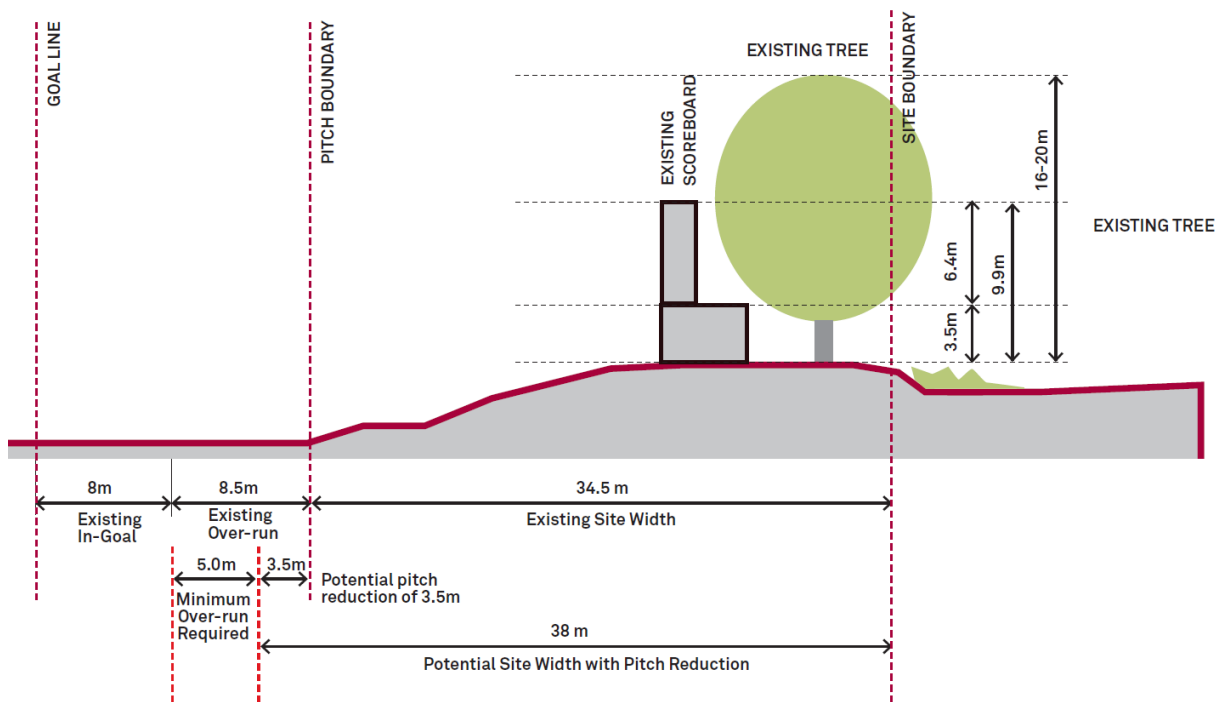 GOAL LINE
PITCH BOUNDARY
EXISTING
SCOREBOARD
EXISTING TREE
SITE BOUNDARY
16-20m
6.4m
9.9m
3.5m
EXISTING TREE
8m
Existing
In-Goal
8.5m
Existing
Over-run
34.5 m
Existing Site Width
5.0m
Minimum
Over-run
Required
3.5m
Potential pitch
reduction of 3.5m
38 m
Potential Site Width with Pitch Reduction